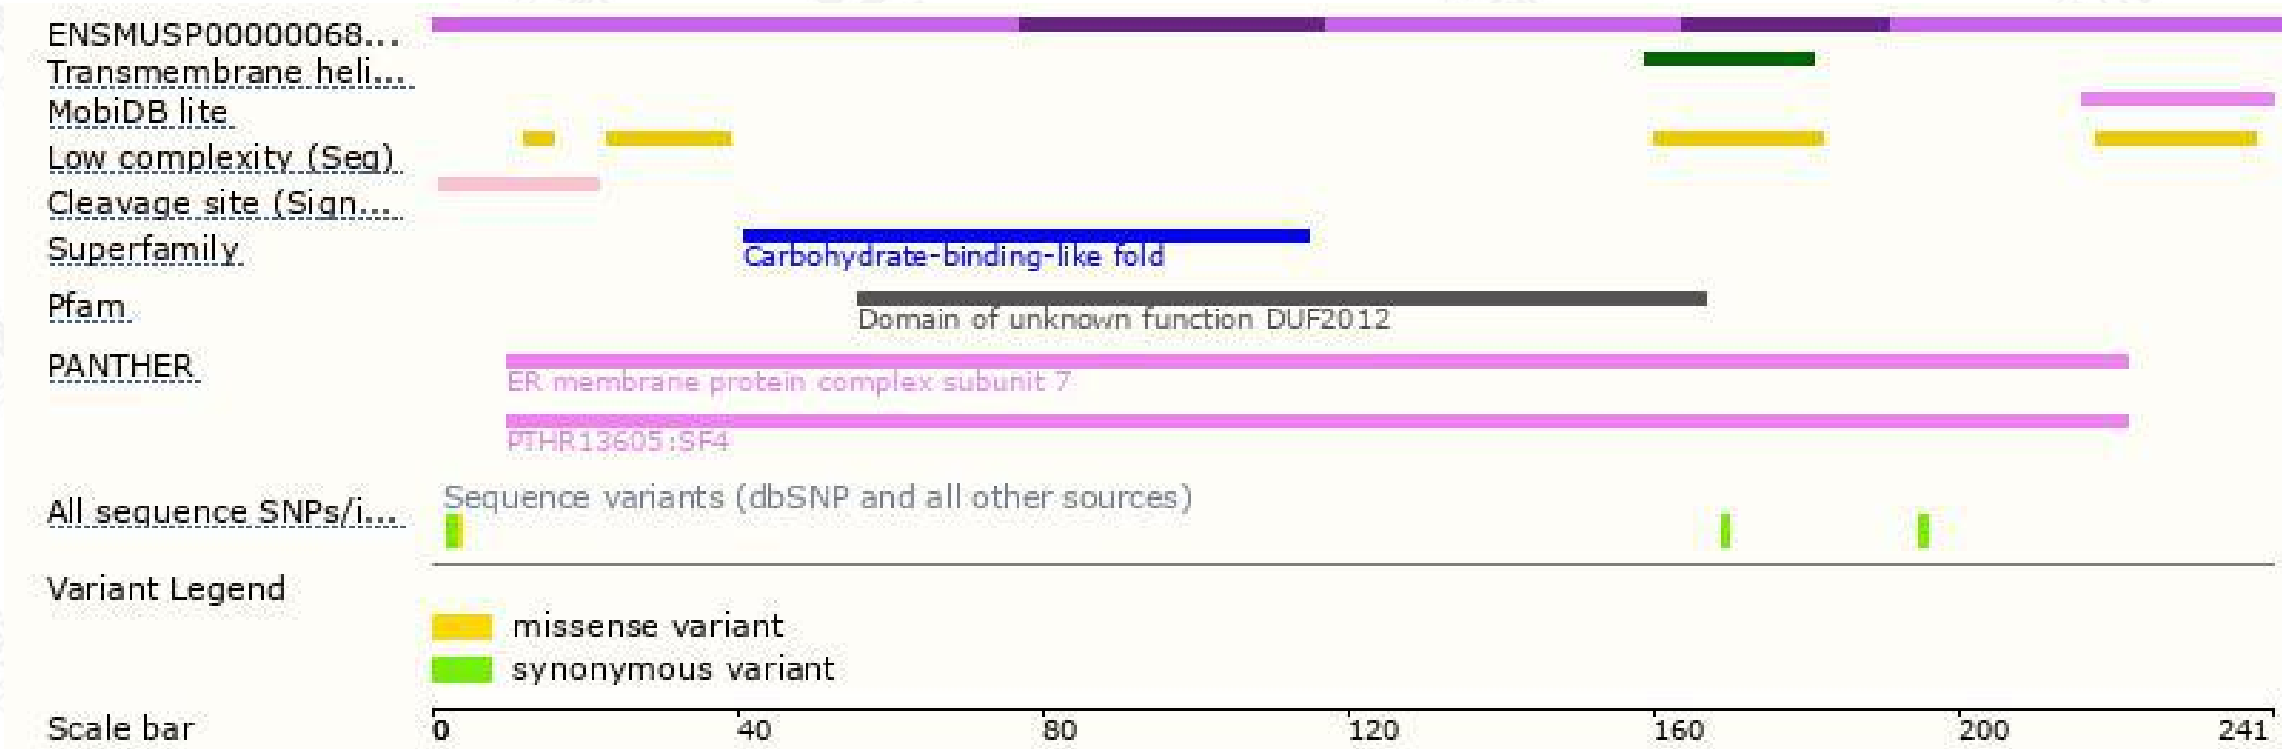 ENSMUSP00000068...
Transmembrane heli...
MobiDB lite
Low complexity (Seg)
Cleavage site (Sign...
Superfamily
Carbohydrate-binding-like fold
Pfam
Domain of unknown function DUF2012
PANTHER
ER membrane protein complex subunit 7
PTHR13605:SF4
All sequence SNPs/i...
Sequence variants (dbSNP and all other sources)
Variant Legend
missense variant
synonymous variant
Scale bar 0 40 80 120 160 200 241